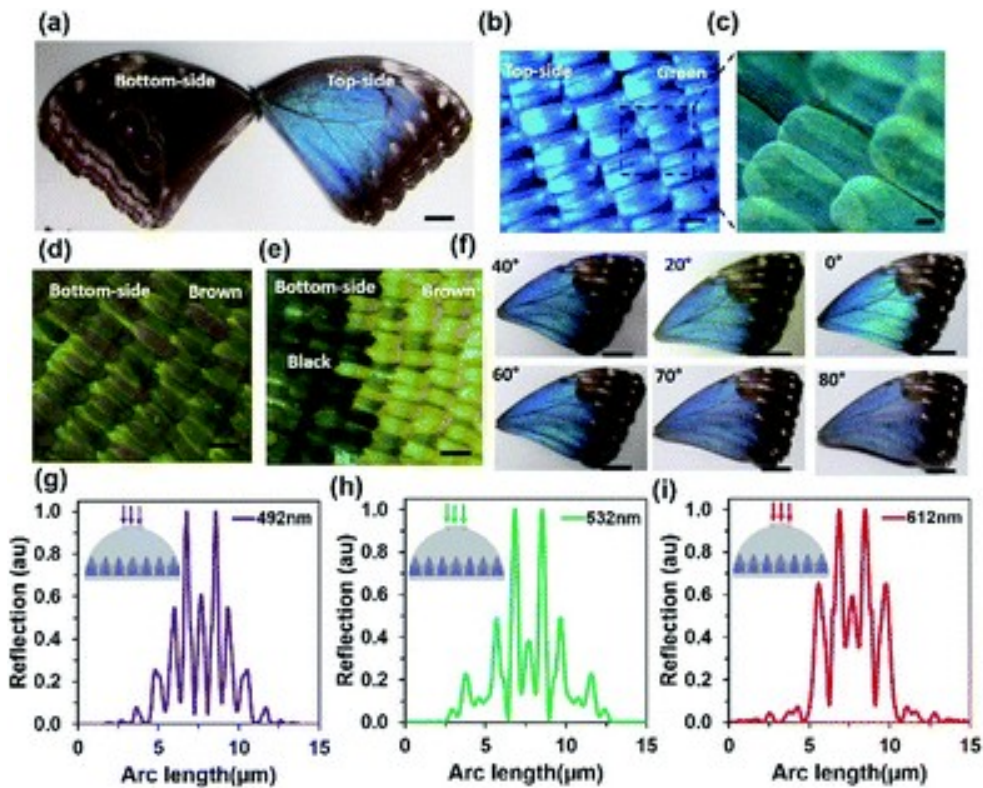 (a)
Bottom-side Top-side
(b)
Top-side Green
(c)
(d)
Bottom-side Brown
(e)
Bottom-side Brown
Black
(f)
40° 20° 0°
60° 70° 80°
(g)
492nm
Reflection (au)
1.0
0.8
0.6
0.4
0.2
0.0
0 5 10 15
Arc length(µm)
(h)
532nm
Reflection (au)
1.0
0.8
0.6
0.4
0.2
0.0
0 5 10 15
Arc length(µm)
(i)
612nm
Reflection (au)
1.0
0.8
0.6
0.4
0.2
0.0
0 5 10 15
Arc length(µm)